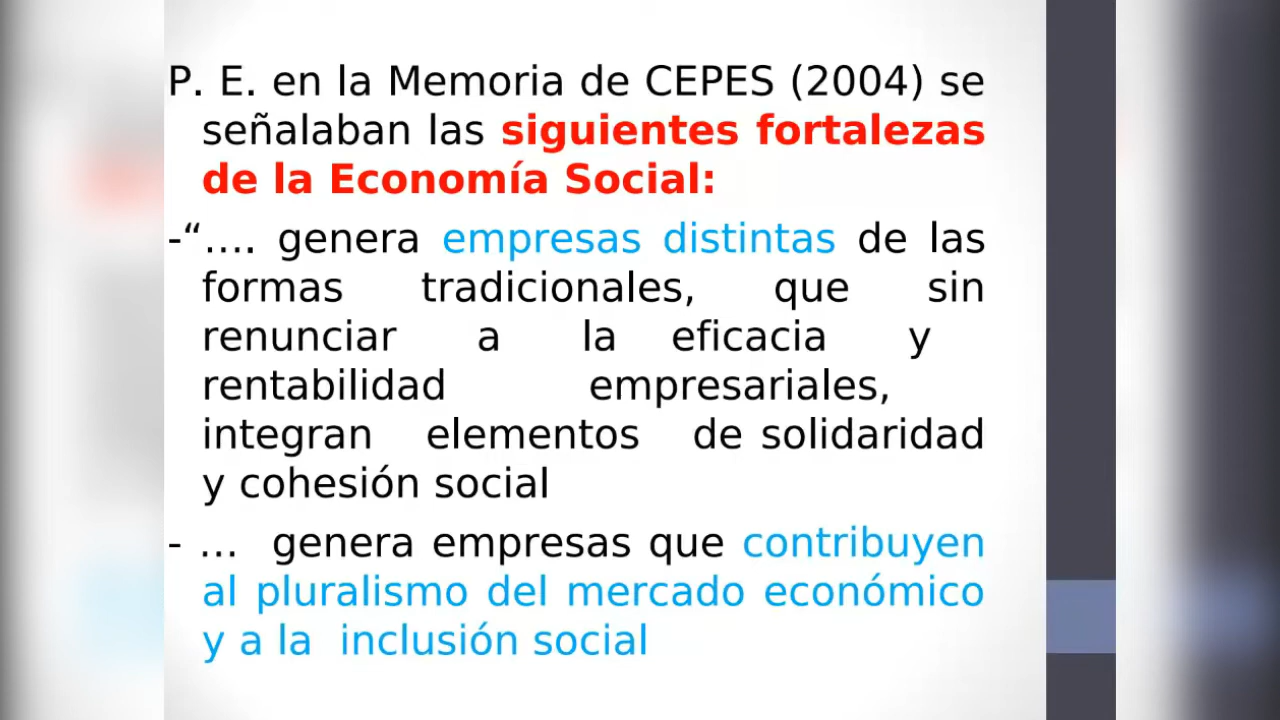 P. E. en la Memoria de CEPES (2004) se
señalaban las siguientes fortalezas
de la Economía Social:
-“.... genera empresas distintas de las
formas tradicionales, que sin
renunciar a la eficacia y
rentabilidad empresariales,
integran elementos de solidaridad
y cohesión social
- ... genera empresas que contribuyen
al pluralismo del mercado económico
y a la inclusión social